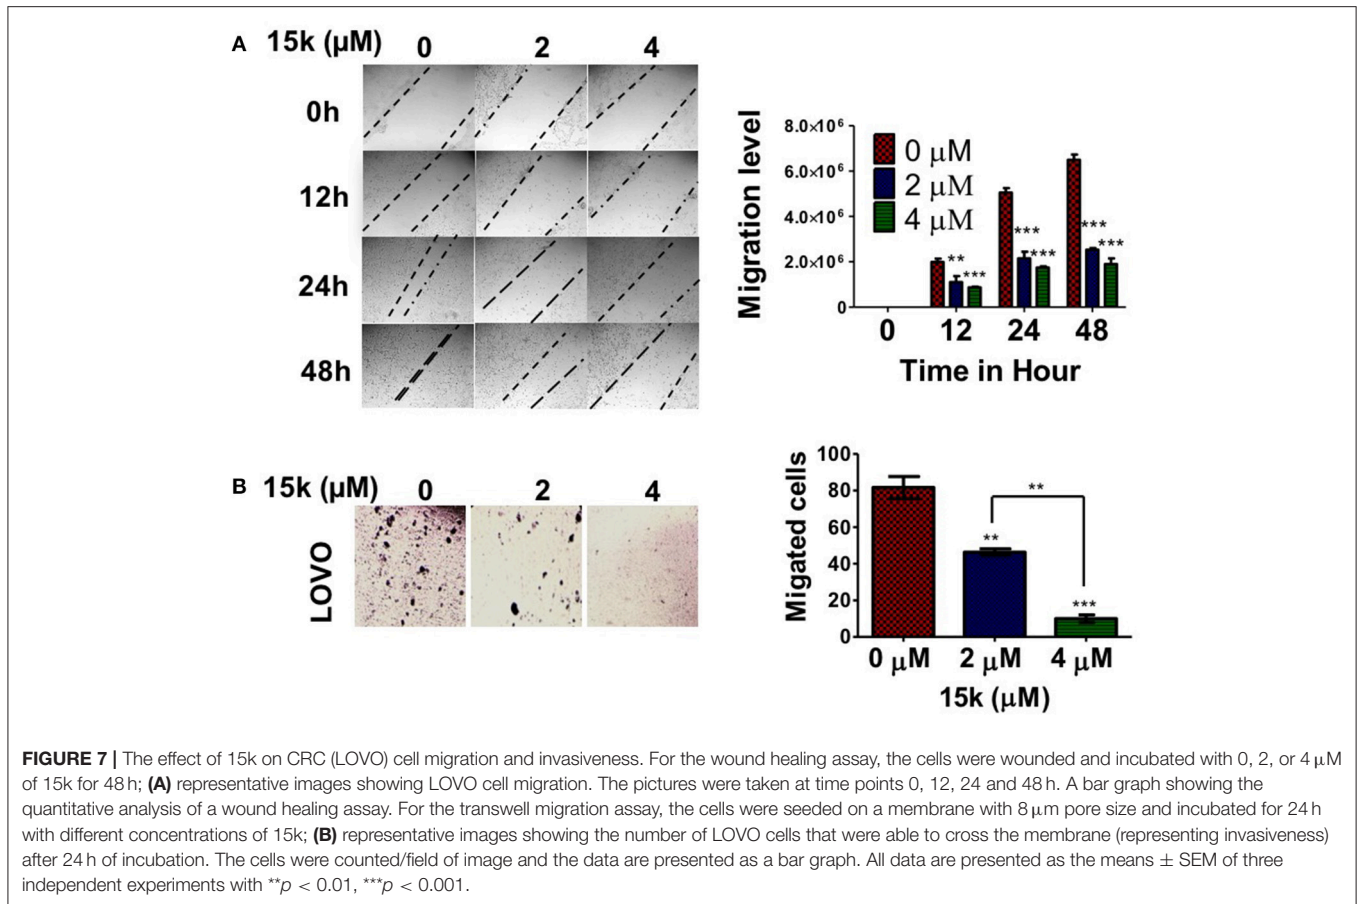 A 15k (µM) 0 2 4
0h
12h
24h
48h
Migration level
8.0×10⁶
6.0×10⁶
4.0×10⁶
2.0×10⁶
0
0 µM
2 µM
4 µM
** ***
*** ***
*** ***
0 12 24 48
Time in Hour
B 15k (µM) 0 2 4
LOVO
Migated cells
100
80
60
40
20
0
**
**
***
0 µM 2 µM 4 µM
15k (µM)
FIGURE 7 | The effect of 15k on CRC (LOVO) cell migration and invasiveness. For the wound healing assay, the cells were wounded and incubated with 0, 2, or 4 µM
of 15k for 48 h; (A) representative images showing LOVO cell migration. The pictures were taken at time points 0, 12, 24 and 48 h. A bar graph showing the
quantitative analysis of a wound healing assay. For the transwell migration assay, the cells were seeded on a membrane with 8 µm pore size and incubated for 24 h
with different concentrations of 15k; (B) representative images showing the number of LOVO cells that were able to cross the membrane (representing invasiveness)
after 24 h of incubation. The cells were counted/field of image and the data are presented as a bar graph. All data are presented as the means ± SEM of three
independent experiments with **p < 0.01, ***p < 0.001.